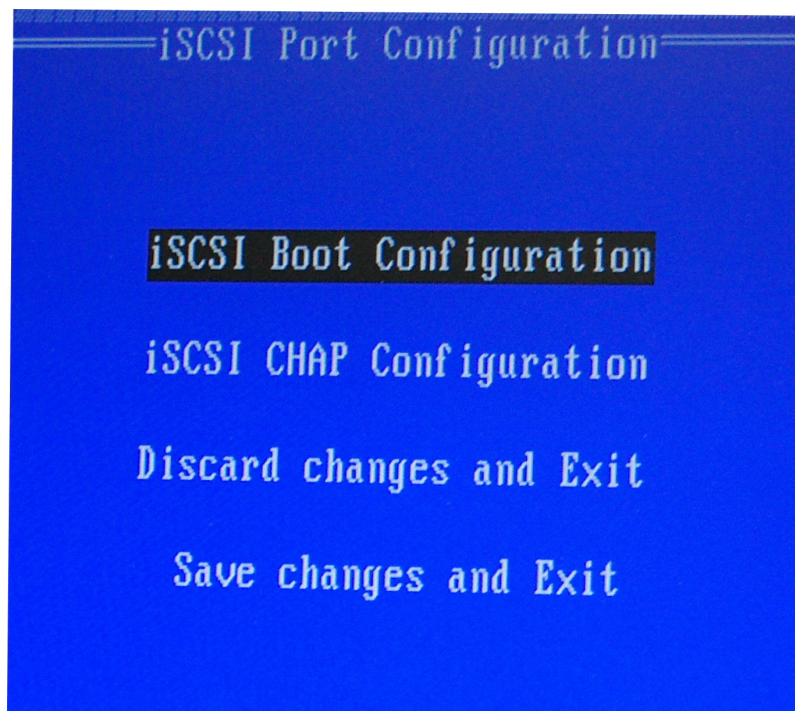 iSCSI Port Configuration
iSCSI Boot Configuration
iSCSI CHAP Configuration
Discard changes and Exit
Save changes and Exit